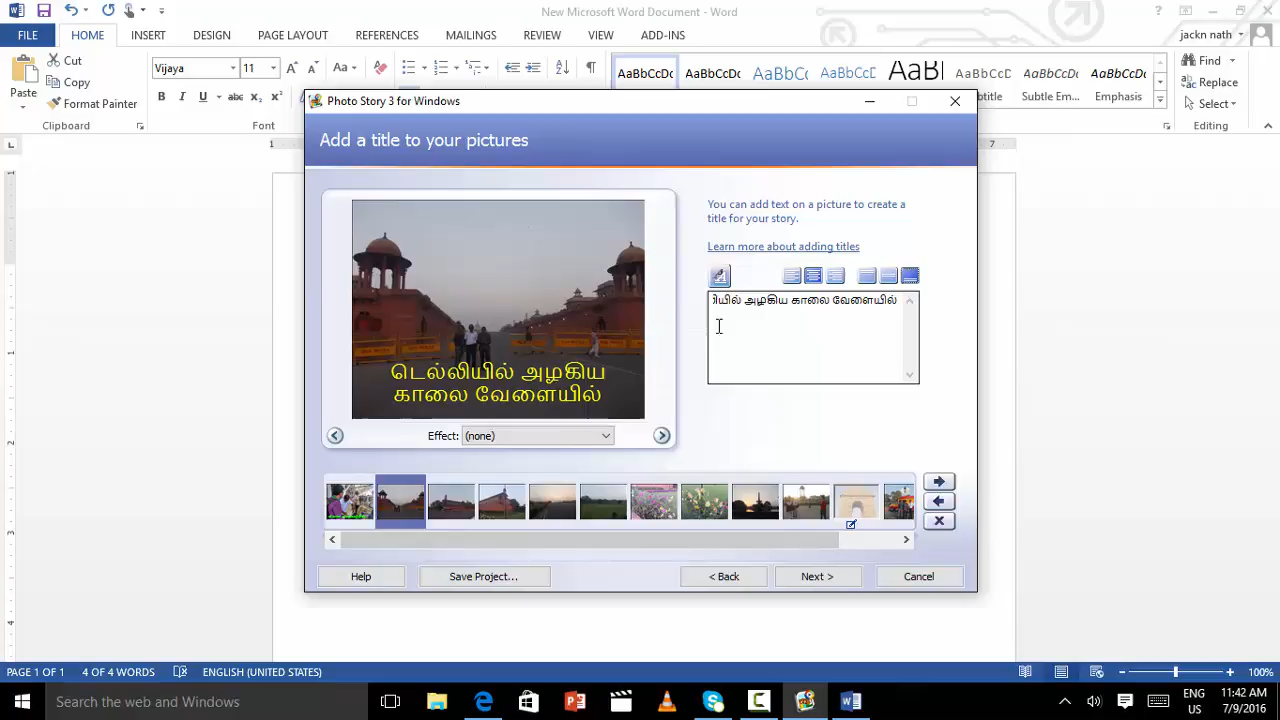 New Microsoft Word Document - Word
FILE HOME INSERT DESIGN PAGE LAYOUT REFERENCES MAILINGS REVIEW VIEW ADD-INS jackn nath
Cut
Copy
Format Painter
Paste
Clipboard
Vijaya 11
Font
AaBbCcDc AaBbCcDc AaBbCc AaBbCcC AaB AaBbCcD AaBbCcDc AaBbCcDc
Subtle Em... Emphasis
Find
Replace
Select
Editing
Photo Story 3 for Windows
Add a title to your pictures
You can add text on a picture to create a
title for your story.
Learn more about adding titles
யில் அழகிய காலை வேளையில்
டெல்லியில் அழகிய
காலை வேளையில்
Effect: (none)
Help Save Project... < Back Next > Cancel
PAGE 1 OF 1 4 OF 4 WORDS ENGLISH (UNITED STATES) 100%
Search the web and Windows
ENG
US
11:42 AM
7/9/2016